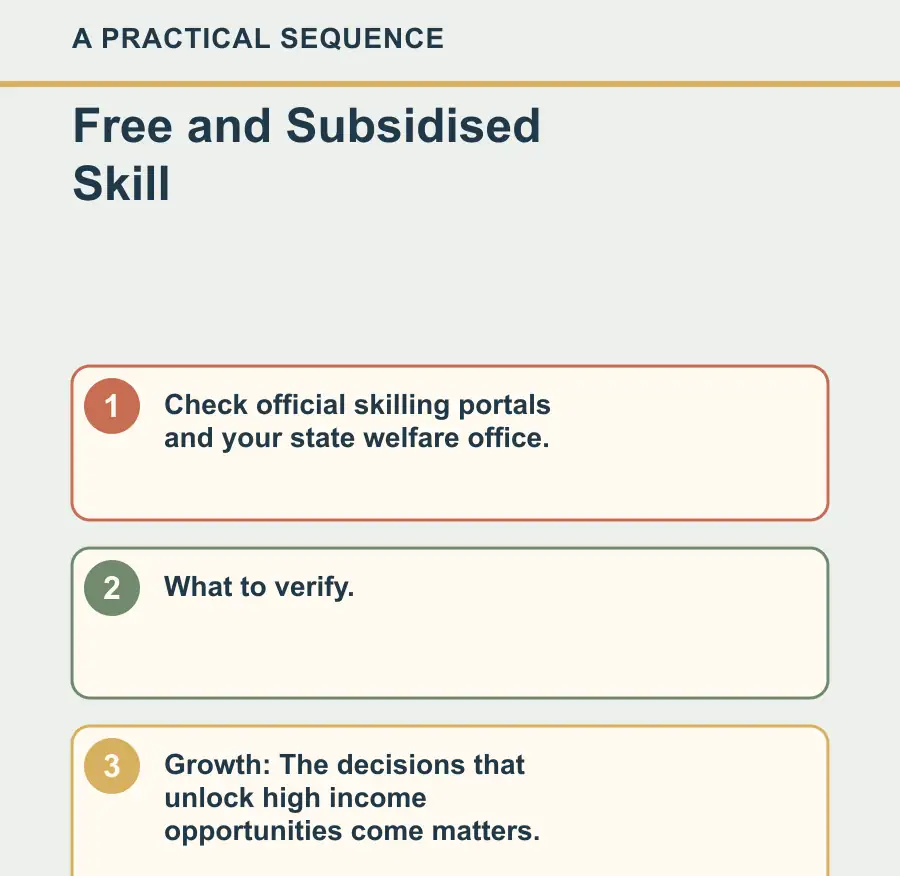 A PRACTICAL SEQUENCE
Free and Subsidised
Skill
1
Check official skilling portals
and your state welfare office.
2
What to verify.
3
Growth: The decisions that
unlock high income
opportunities come matters.